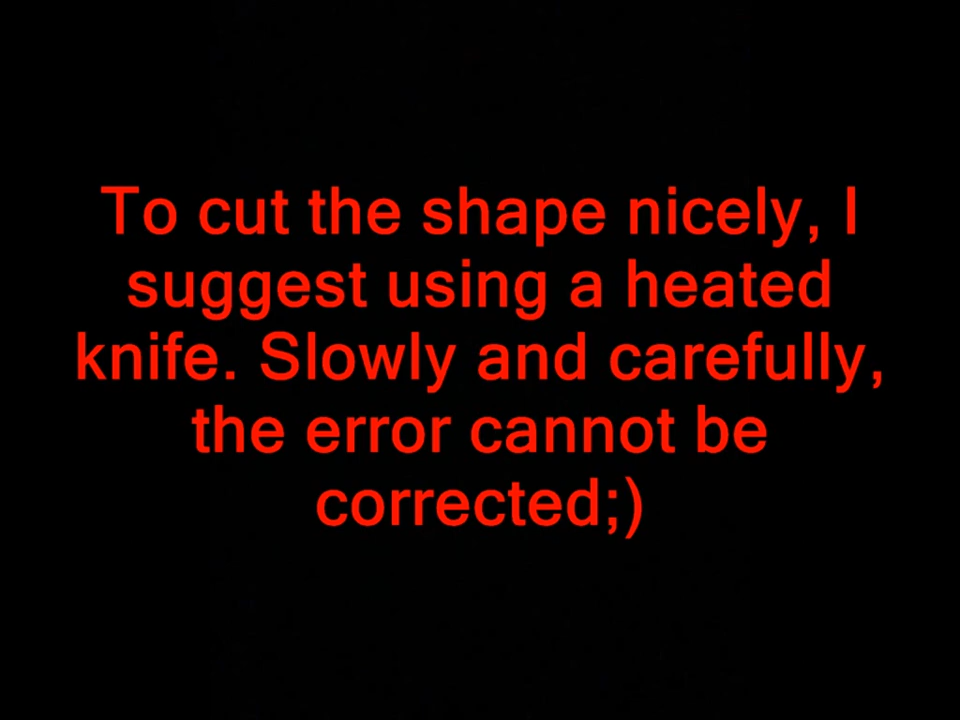 To cut the shape nicely, I
suggest using a heated
knife. Slowly and carefully,
the error cannot be
corrected;)